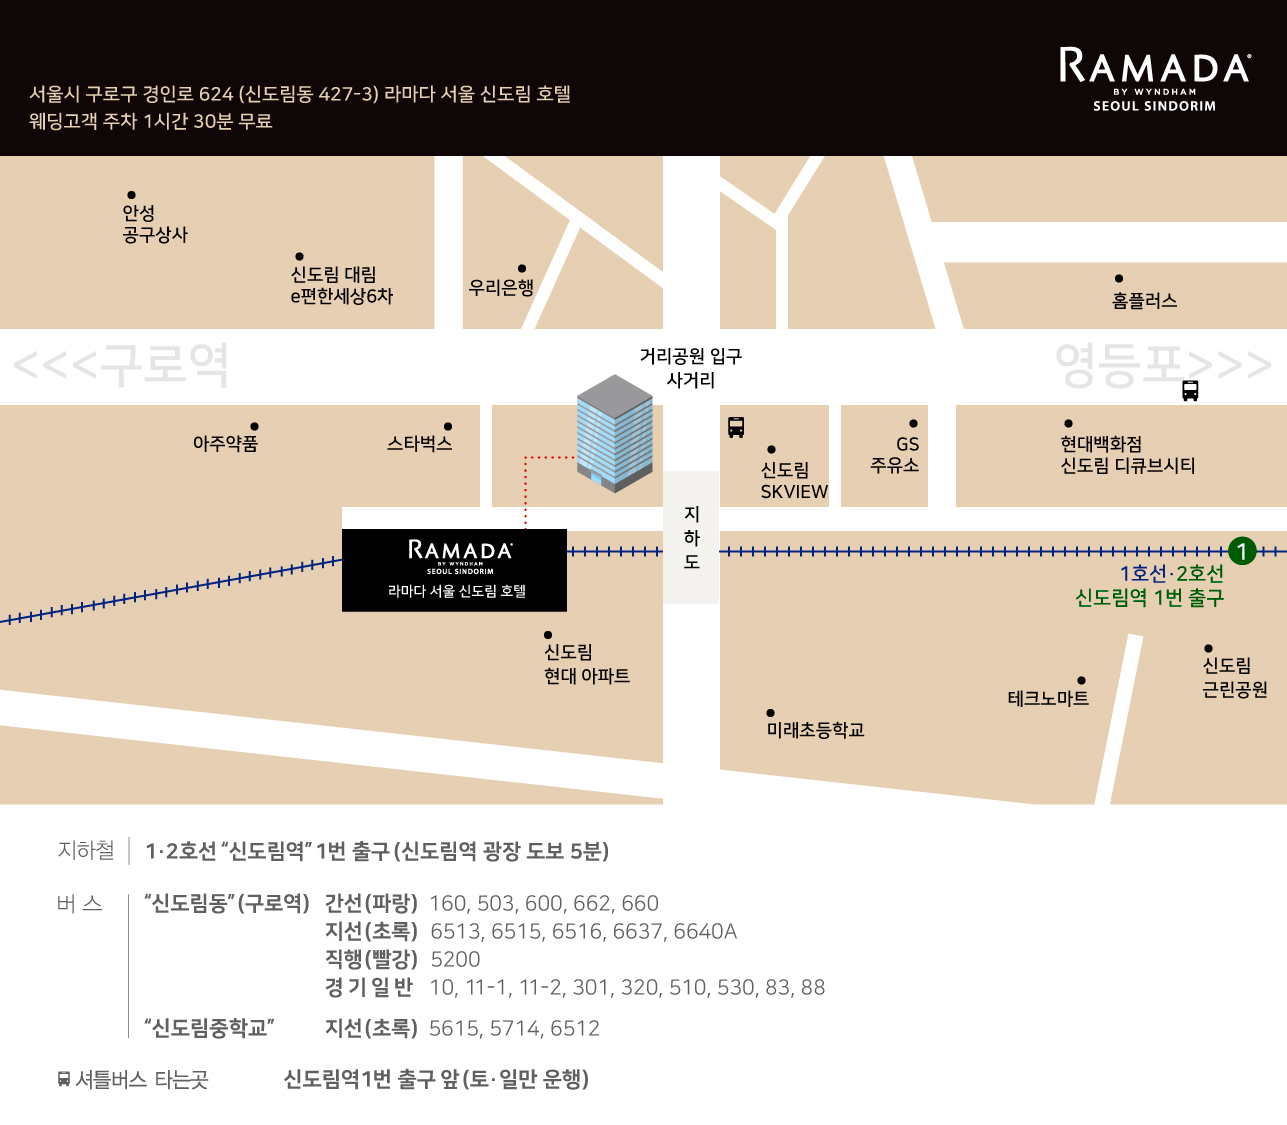 서울시 구로구 경인로 624 (신도림동 427-3) 라마다 서울 신도림 호텔
웨딩고객 주차 1시간 30분 무료
RAMADA®
BY WYNDHAM
SEOUL SINDORIM
안성
공구상사
신도림 대림
e편한세상6차
우리은행
홈플러스
<<<구로역
거리공원 입구
사거리
영등포>>>
아주약품
스타벅스
신도림
SKVIEW
GS
주유소
현대백화점
신도림 디큐브시티
지
하
도
RAMADA®
BY WYNDHAM
SEOUL SINDORIM
라마다 서울 신도림 호텔
1
1호선·2호선
신도림역 1번 출구
신도림
현대 아파트
미래초등학교
테크노마트
신도림
근린공원
지하철 1·2호선 “신도림역” 1번 출구 (신도림역 광장 도보 5분)
버 스 “신도림동” (구로역) 간선(파랑) 160, 503, 600, 662, 660
지선(초록) 6513, 6515, 6516, 6637, 6640A
직행(빨강) 5200
경 기 일 반 10, 11-1, 11-2, 301, 320, 510, 530, 83, 88
“신도림중학교” 지선(초록) 5615, 5714, 6512
셔틀버스 타는곳 신도림역1번 출구 앞 (토·일만 운행)